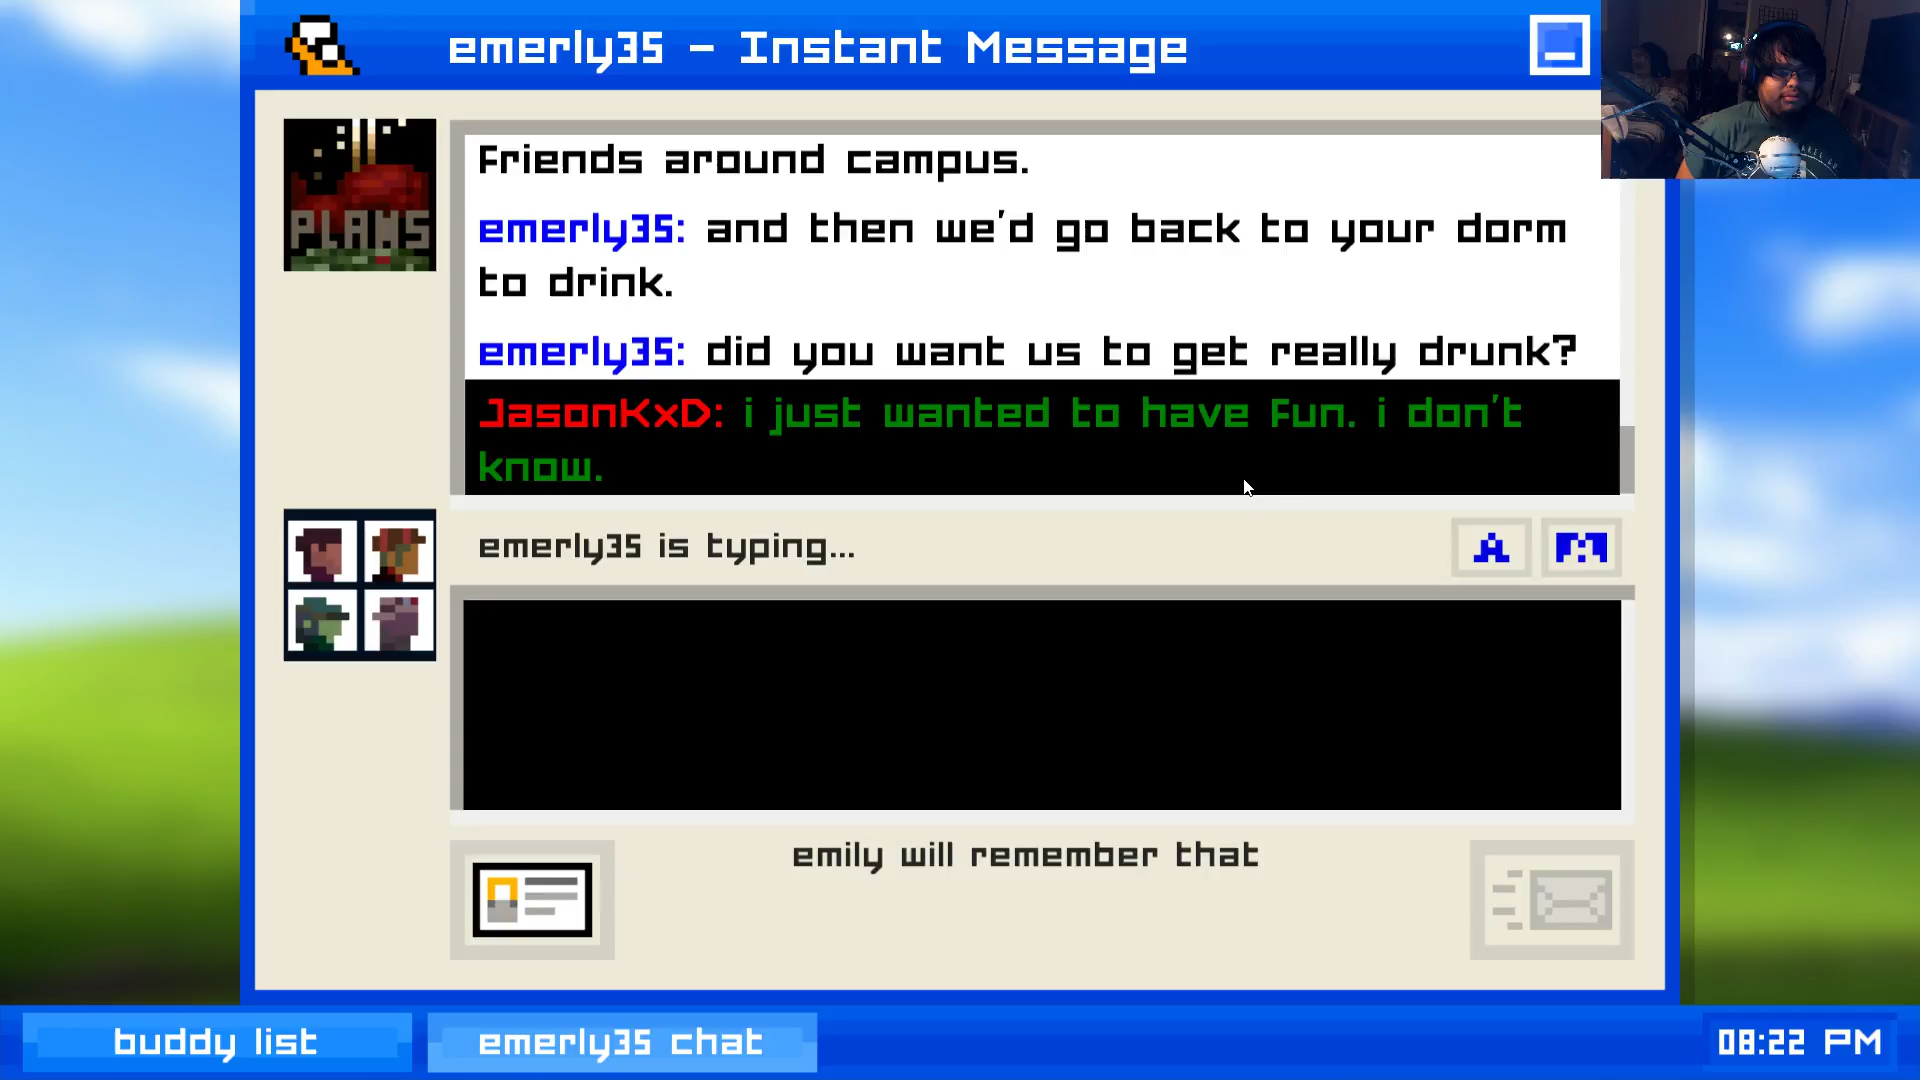 emerly35 - Instant Message
PLANS
Friends around campus.
emerly35: and then we'd go back to your dorm
to drink.
emerly35: did you want us to get really drunk?
JasonKxD: i just wanted to have fun. i don't
know.
emerly35 is typing...
A
emily will remember that
buddy list
emerly35 chat
08:22 PM